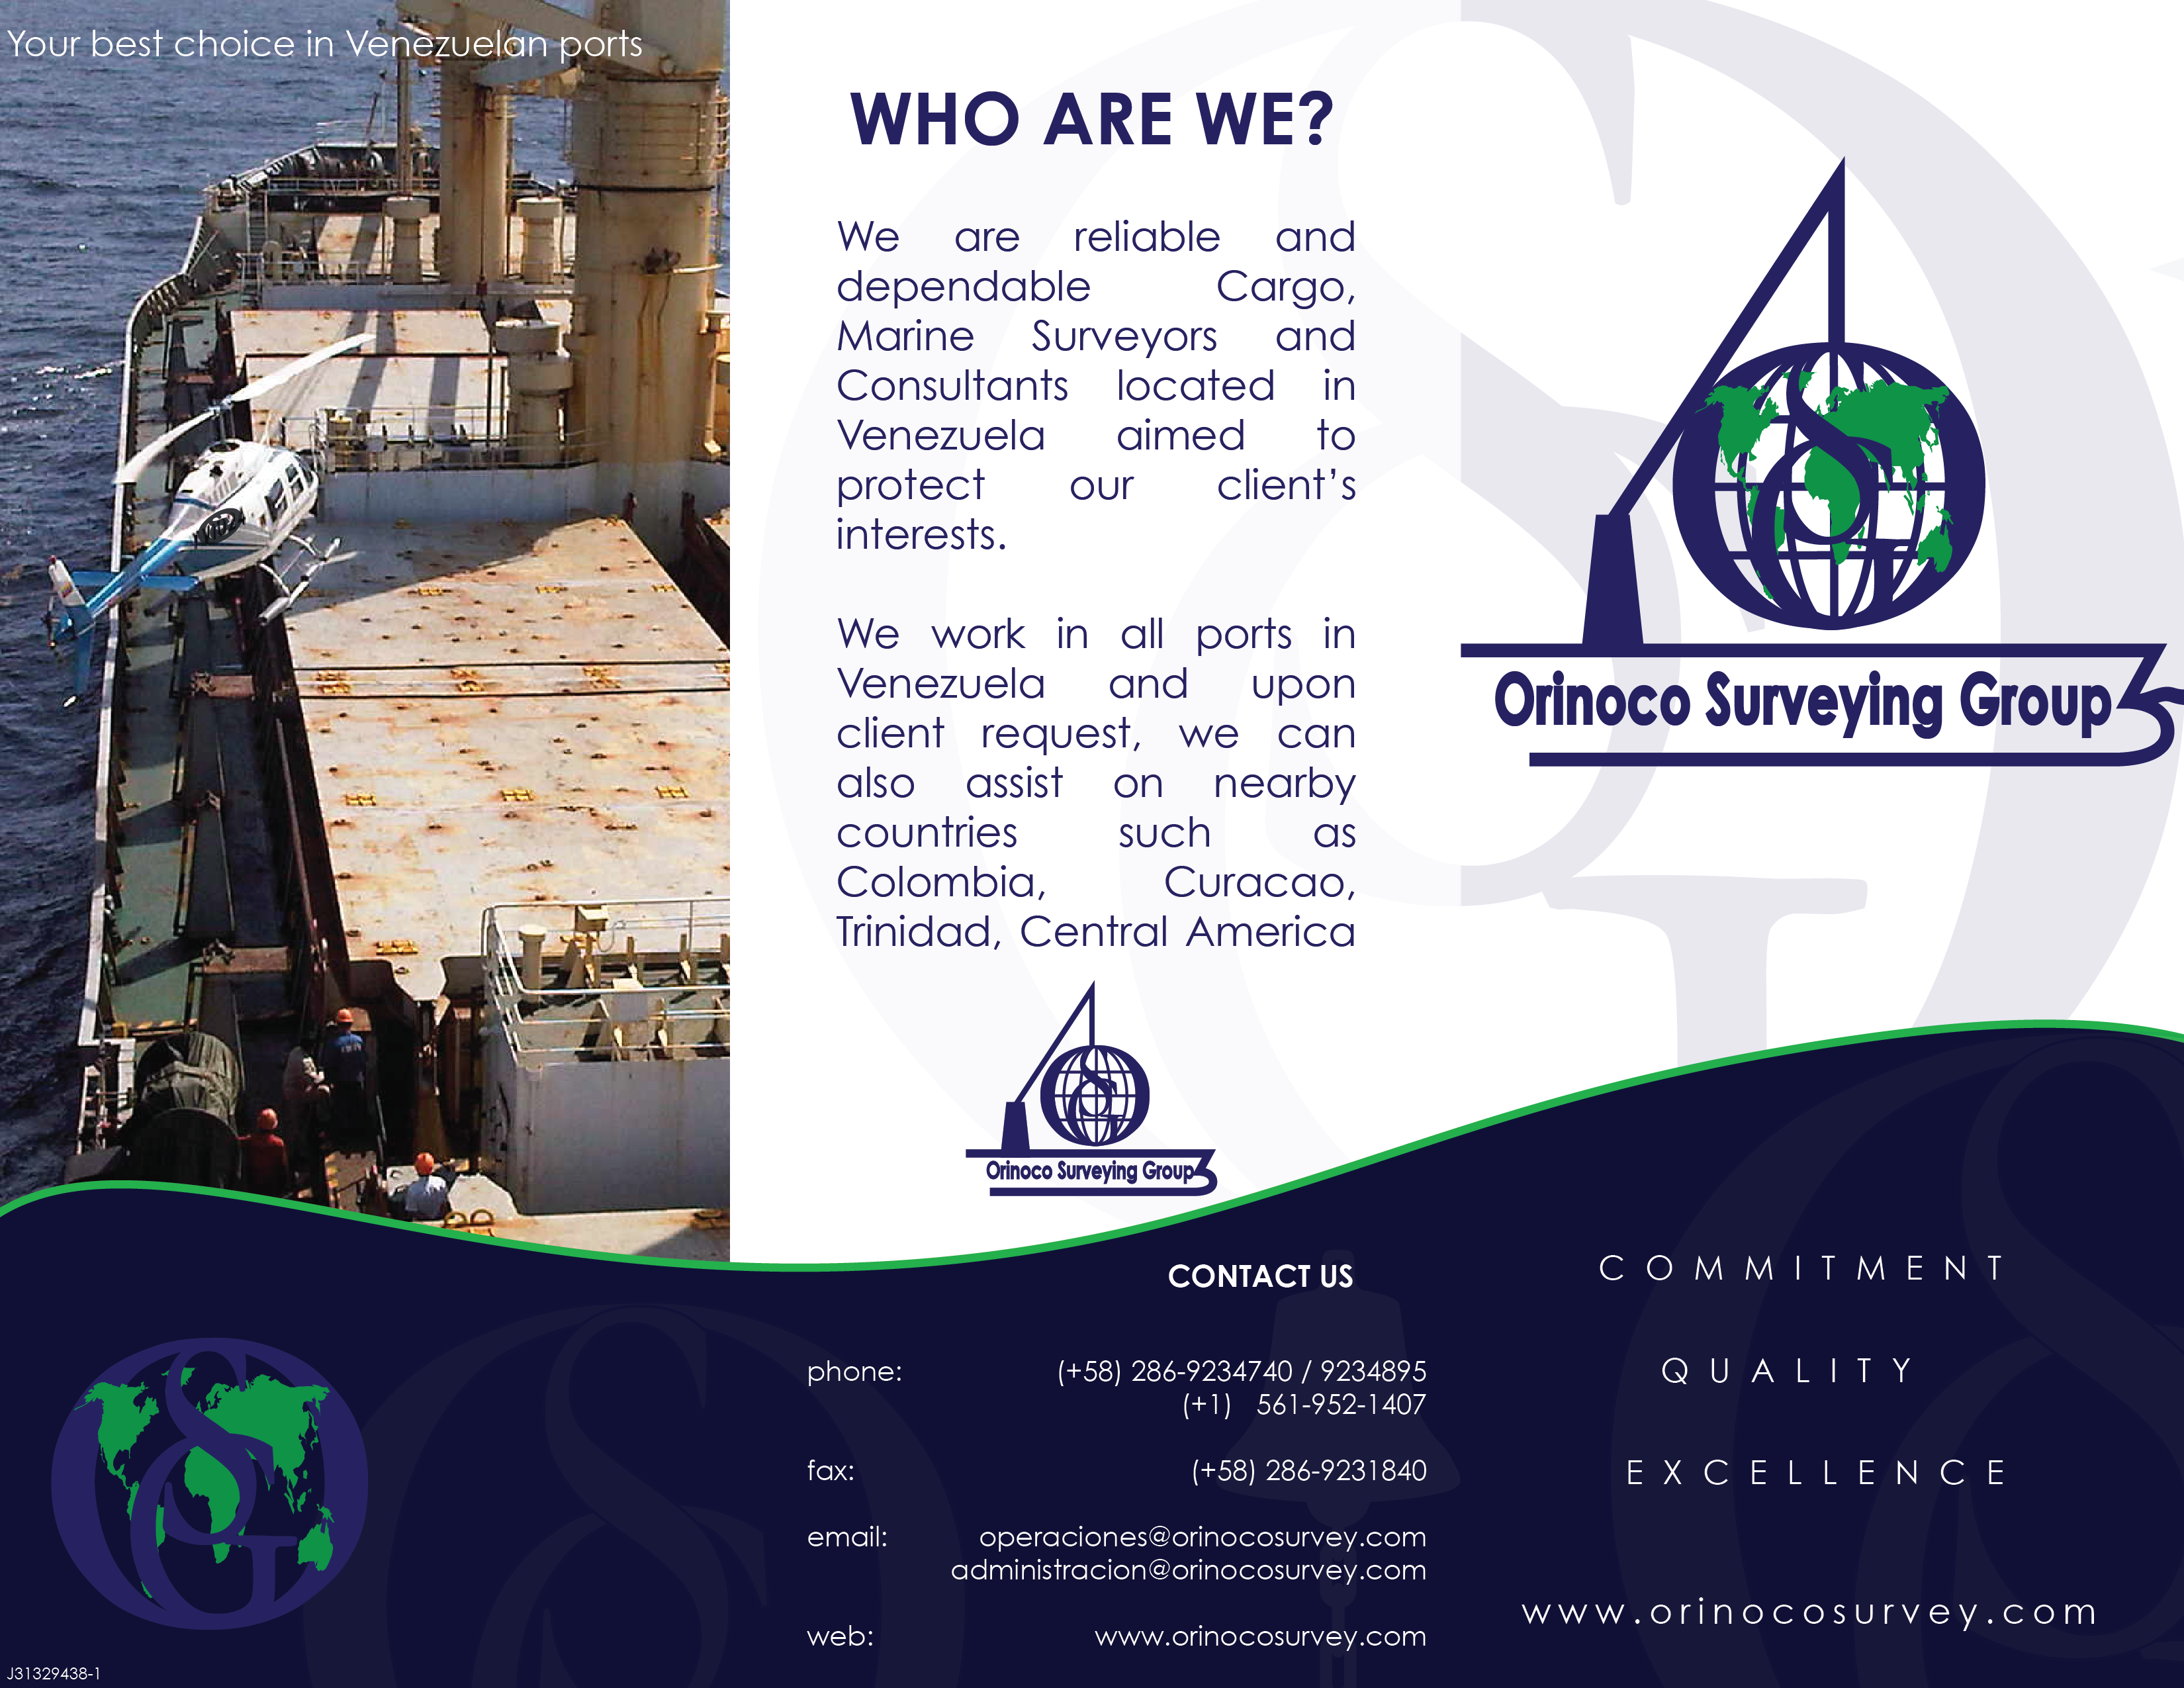 Your best choice in Venezuelan ports
WHO ARE WE?
We are reliable and
dependable Cargo,
Marine Surveyors and
Consultants located in
Venezuela aimed to
protect our client's
interests.
We work in all ports in
Venezuela and upon
client request, we can
also assist on nearby
countries such as
Colombia, Curacao,
Trinidad, Central America
Orinoco Surveying Group
CONTACT US
phone: (+58) 286-9234740 / 9234895
(+1) 561-952-1407
fax: (+58) 286-9231840
email: operaciones@orinocosurvey.com
administracion@orinocosurvey.com
web: www.orinocosurvey.com
J31329438-1
Orinoco Surveying Group
COMMITMENT
QUALITY
EXCELLENCE
www.orinocosurvey.com